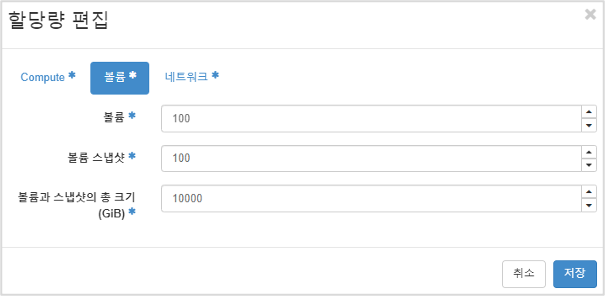 할당량 편집
×
Compute * 볼륨 * 네트워크 *
볼륨 * 100
볼륨 스냅샷 * 100
볼륨과 스냅샷의 총 크기 10000
(GiB) *
취소 저장